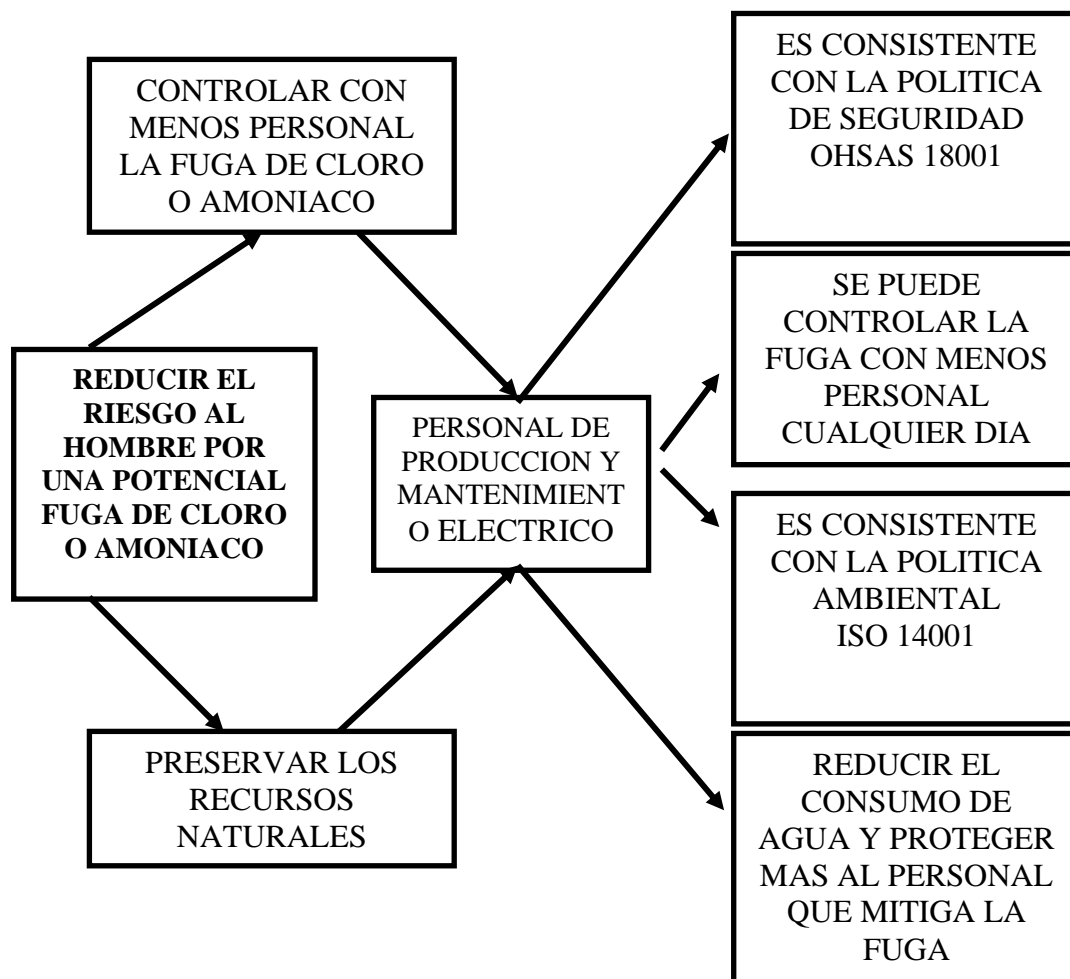 CONTROLAR CON
MENOS PERSONAL
LA FUGA DE CLORO
O AMONIACO
REDUCIR EL
RIESGO AL
HOMBRE POR
UNA POTENCIAL
FUGA DE CLORO
O AMONIACO
PRESERVAR LOS
RECURSOS
NATURALES
PERSONAL DE
PRODUCCION Y
MANTENIMIENT
O ELECTRICO
ES CONSISTENTE
CON LA POLITICA
DE SEGURIDAD
OHSAS 18001
SE PUEDE
CONTROLAR LA
FUGA CON MENOS
PERSONAL
CUALQUIER DIA
ES CONSISTENTE
CON LA POLITICA
AMBIENTAL
ISO 14001
REDUCIR EL
CONSUMO DE
AGUA Y PROTEGER
MAS AL PERSONAL
QUE MITIGA LA
FUGA